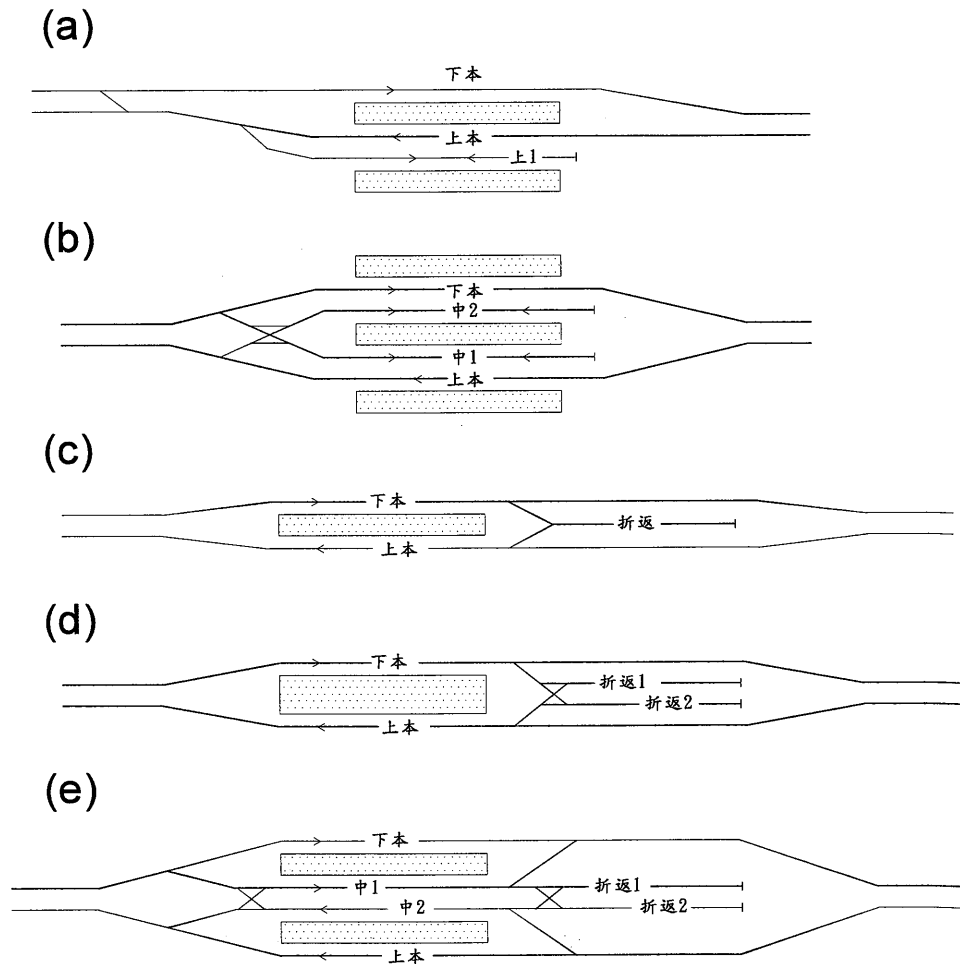 (a)
下本
上本
上1
(b)
下本
中2
中1
上本
(c)
下本
折返
上本
(d)
下本
折返1
折返2
上本
(e)
下本
中1
折返1
中2
折返2
上本